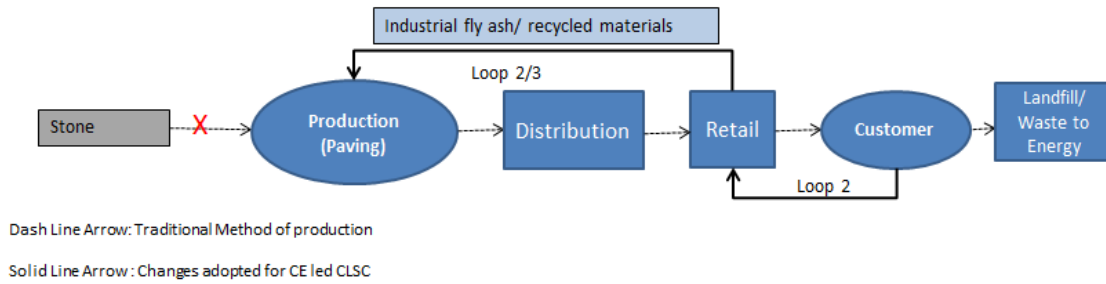 Industrial fly ash/ recycled materials
Loop 2/3
Stone
X
Production
(Paving)
Distribution
Retail
Customer
Landfill/
Waste to
Energy
Loop 2
Dash Line Arrow: Traditional Method of production
Solid Line Arrow : Changes adopted for CE led CLSC